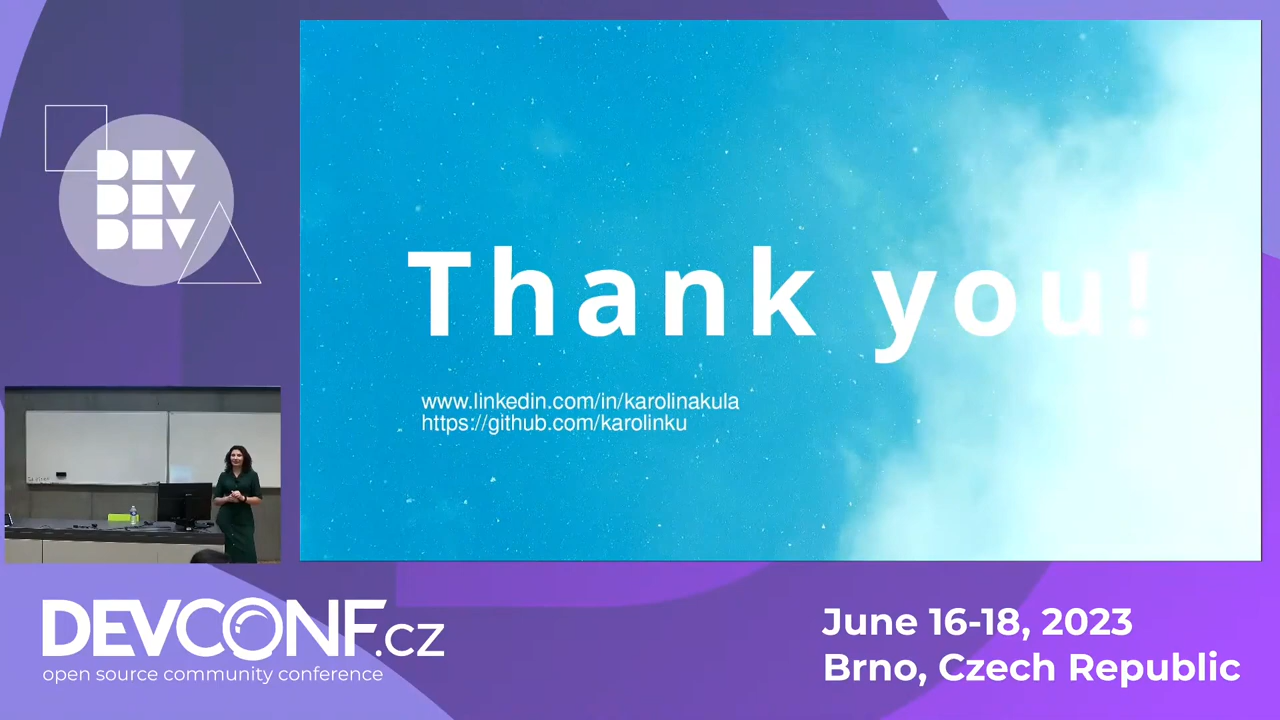 DEV
DEV
DEV
Thank you!
www.linkedin.com/in/karolinakula
https://github.com/karolinku
DEVCONF.cz
open source community conference
June 16-18, 2023
Brno, Czech Republic